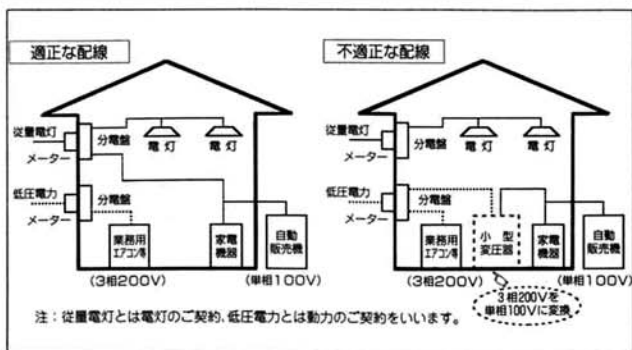 適正な配線
従量電灯
メーター
分電盤
電灯
電灯
低圧電力
メーター
分電盤
業務用
エアコン等
家電
機器
自動
販売機
(3相200V)
(単相100V)
不適正な配線
従量電灯
メーター
分電盤
電灯
電灯
低圧電力
メーター
分電盤
業務用
エアコン等
小型
変圧器
家電
機器
自動
販売機
(3相200V)
(単相100V)
3相200Vを
単相100Vに変換
注:従量電灯とは電灯のご契約、低圧電力とは動力のご契約をいいます。